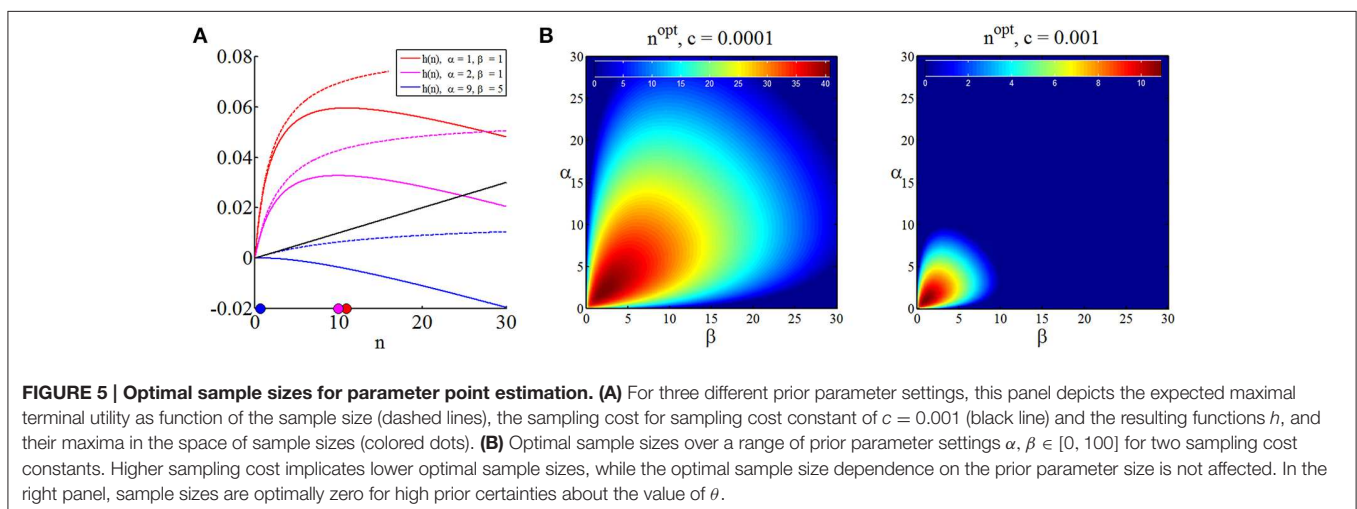 A
0.08
0.06
0.04
0.02
0
-0.02
0
10
20
30
n
h(n), α = 1, β = 1
h(n), α = 2, β = 1
h(n), α = 9, β = 5
B
n^opt, c = 0.0001
30
25
20
α 15
10
5
0
0 5 10 15 20 25 30 35 40
0 5 10 15 20 25 30
β
n^opt, c = 0.001
30
25
20
α 15
10
5
0
0 2 4 6 8 10
0 5 10 15 20 25 30
β
FIGURE 5 | Optimal sample sizes for parameter point estimation. (A) For three different prior parameter settings, this panel depicts the expected maximal
terminal utility as function of the sample size (dashed lines), the sampling cost for sampling cost constant of c = 0.001 (black line) and the resulting functions h, and
their maxima in the space of sample sizes (colored dots). (B) Optimal sample sizes over a range of prior parameter settings α, β ∈ [0, 100] for two sampling cost
constants. Higher sampling cost implicates lower optimal sample sizes, while the optimal sample size dependence on the prior parameter size is not affected. In the
right panel, sample sizes are optimally zero for high prior certainties about the value of θ.